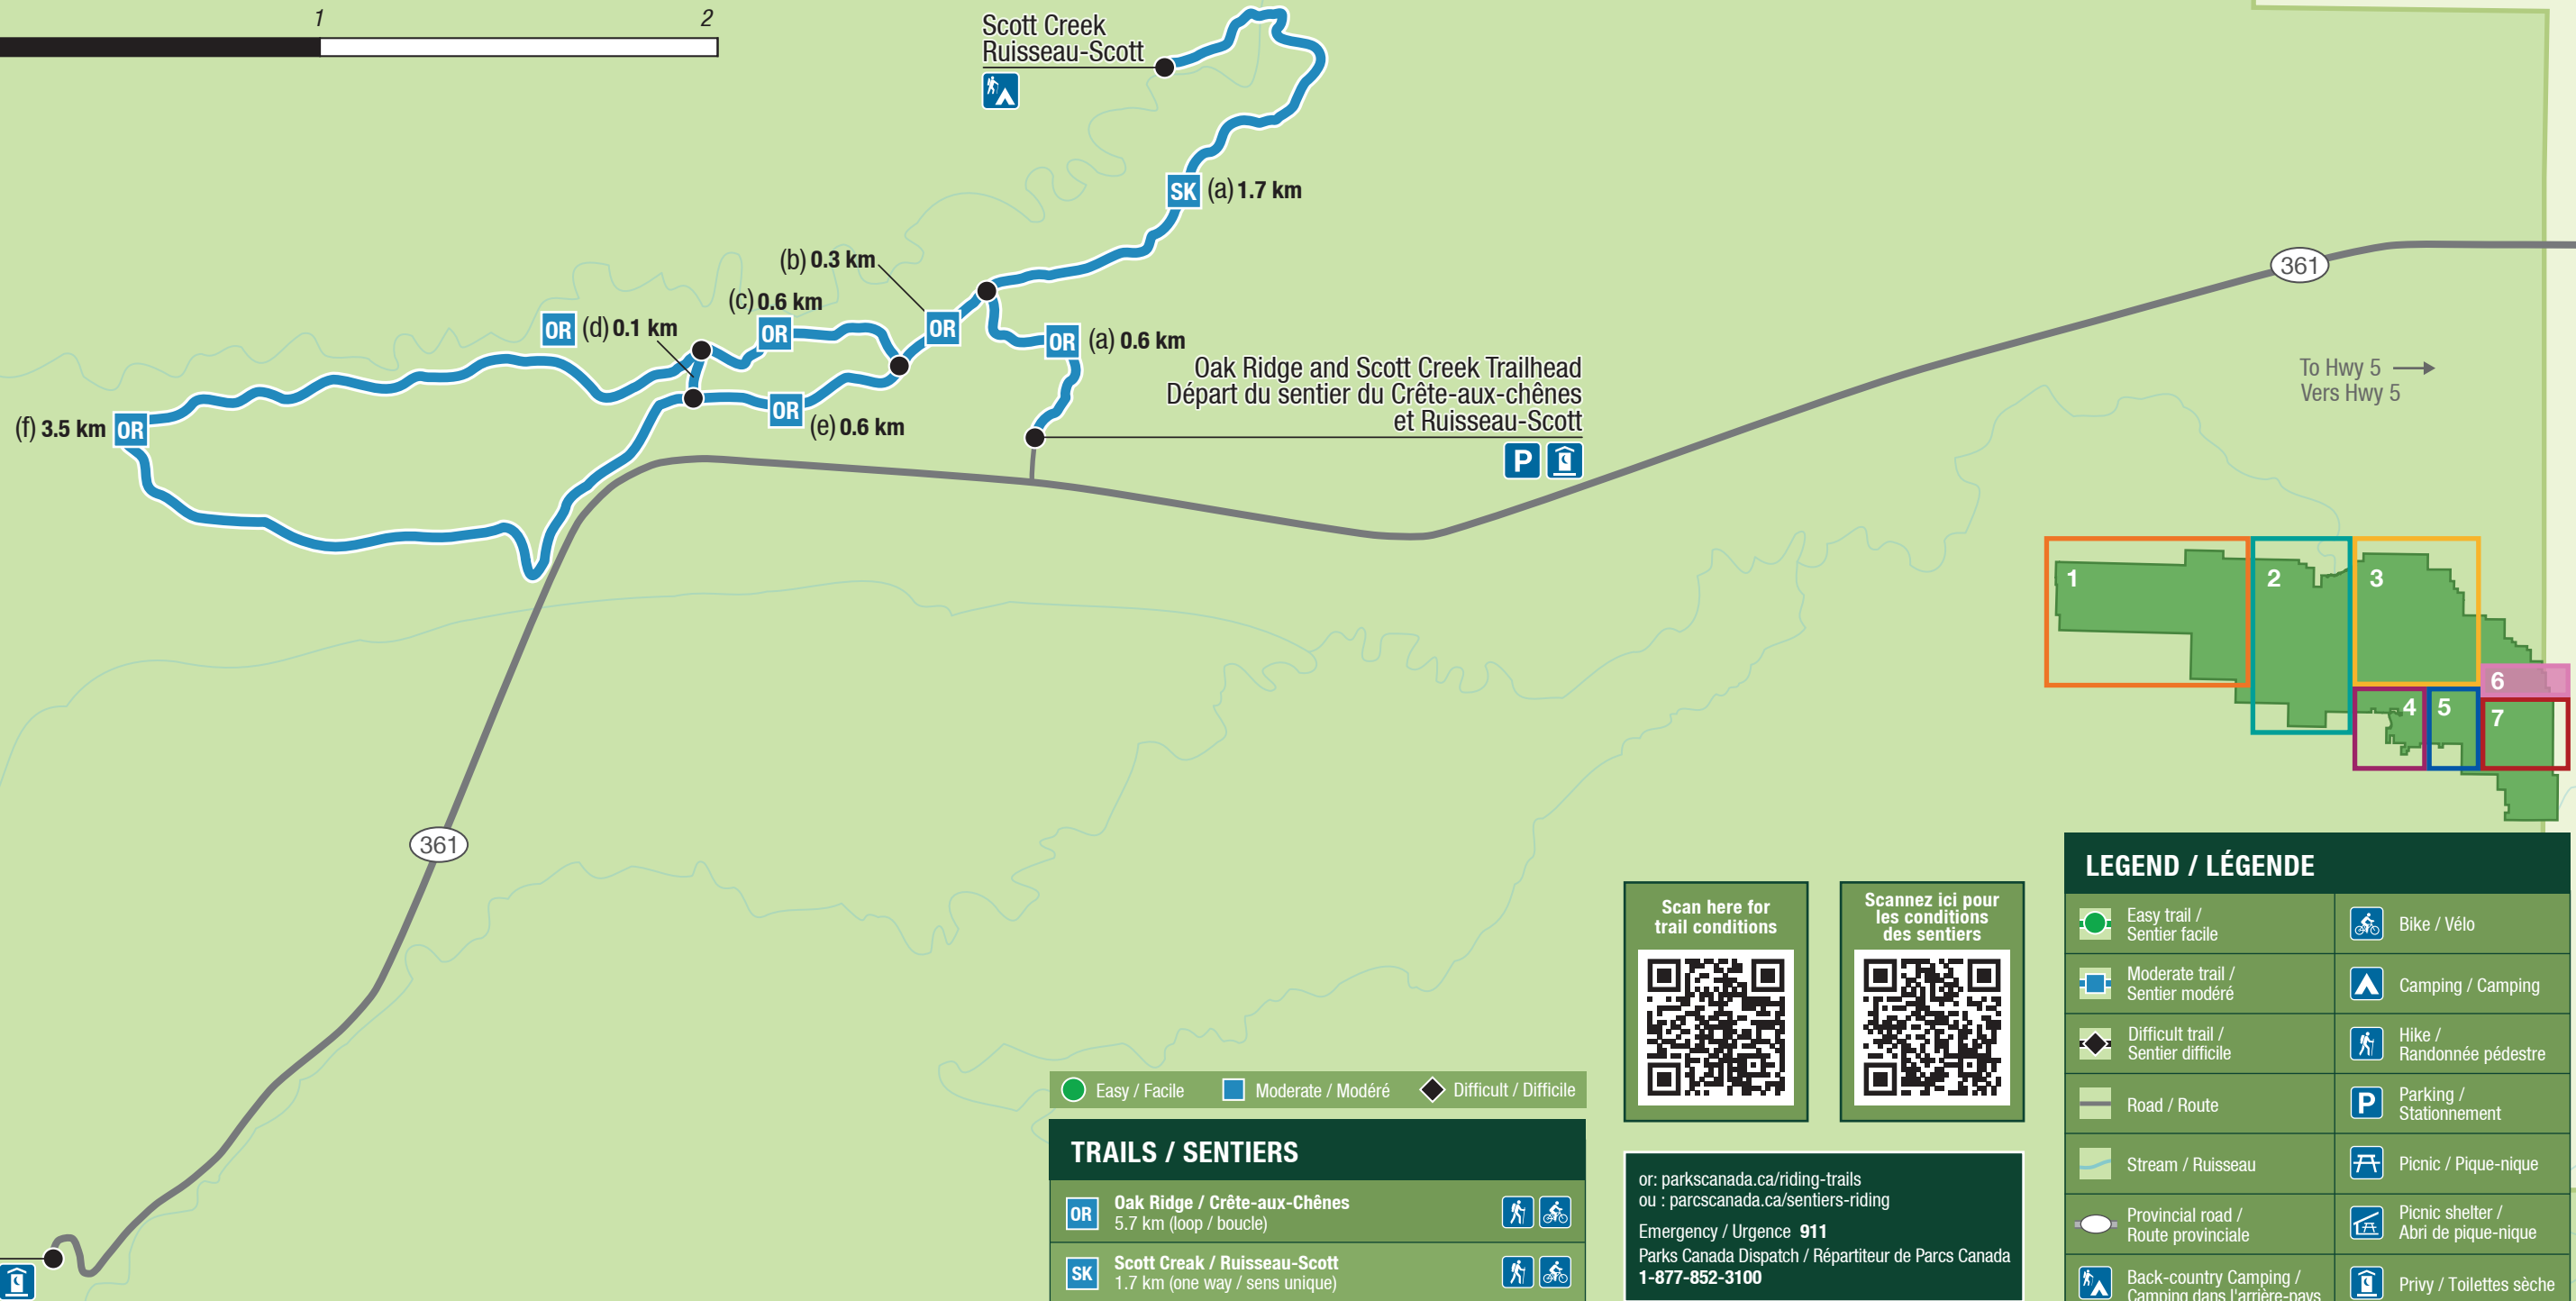 1
2
Scott Creek
Ruisseau-Scott
SK (a) 1.7 km
(b) 0.3 km
361
(c) 0.6 km
OR (d) 0.1 km
OR
OR
OR (a) 0.6 km
Oak Ridge and Scott Creek Trailhead
Départ du sentier du Crête-aux-chênes
et Ruisseau-Scott
P
To Hwy 5
Vers Hwy 5
(f) 3.5 km OR
OR
(e) 0.6 km
361
1
2
3
4
5
6
7
Scan here for
trail conditions
Scannez ici pour
les conditions
des sentiers
or: parkscanada.ca/riding-trails
ou : parcscanada.ca/sentiers-riding
Emergency / Urgence 911
Parks Canada Dispatch / Répartiteur de Parcs Canada
1-877-852-3100
Easy / Facile
Moderate / Modéré
Difficult / Difficile
TRAILS / SENTIERS
OR
Oak Ridge / Crête-aux-Chênes
5.7 km (loop / boucle)
SK
Scott Creak / Ruisseau-Scott
1.7 km (one way / sens unique)
LEGEND / LÉGENDE
Easy trail /
Sentier facile
Moderate trail /
Sentier modéré
Difficult trail /
Sentier difficile
Road / Route
Stream / Ruisseau
Provincial road /
Route provinciale
Back-country Camping /
Camping dans l'arrière-pays
Bike / Vélo
Camping / Camping
Hike /
Randonnée pédestre
P
Parking /
Stationnement
Picnic / Pique-nique
Picnic shelter /
Abri de pique-nique
Privy / Toilettes sèche